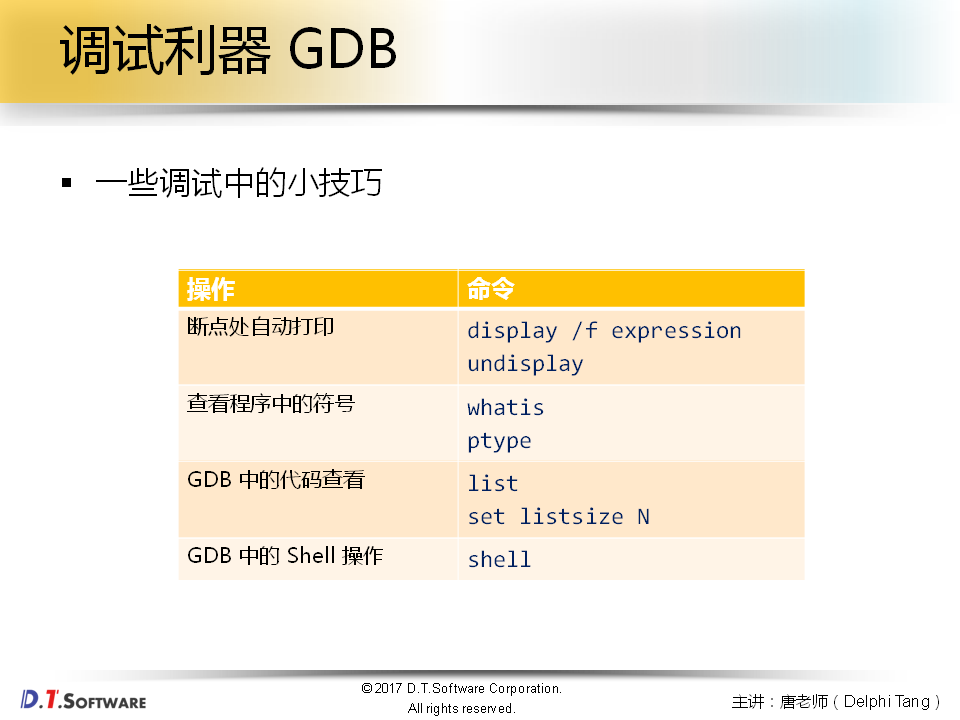 调试利器 GDB
▪ 一些调试中的小技巧
操作 命令
断点处自动打印 display /f expression
undisplay
查看程序中的符号 whatis
ptype
GDB 中的代码查看 list
set listsize N
GDB 中的 Shell 操作 shell
D.T.SOFTWARE
©2017 D.T.Software Corporation.
All rights reserved.
主讲：唐老师（Delphi Tang）